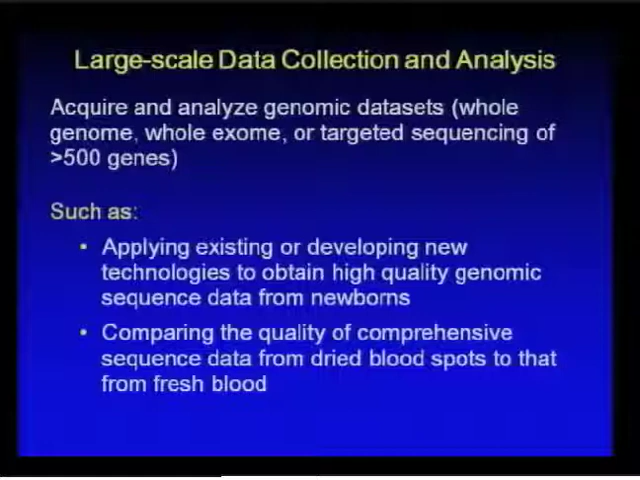 Large-scale Data Collection and Analysis
Acquire and analyze genomic datasets (whole
genome, whole exome, or targeted sequencing of
>500 genes)
Such as:
• Applying existing or developing new
technologies to obtain high quality genomic
sequence data from newborns
• Comparing the quality of comprehensive
sequence data from dried blood spots to that
from fresh blood